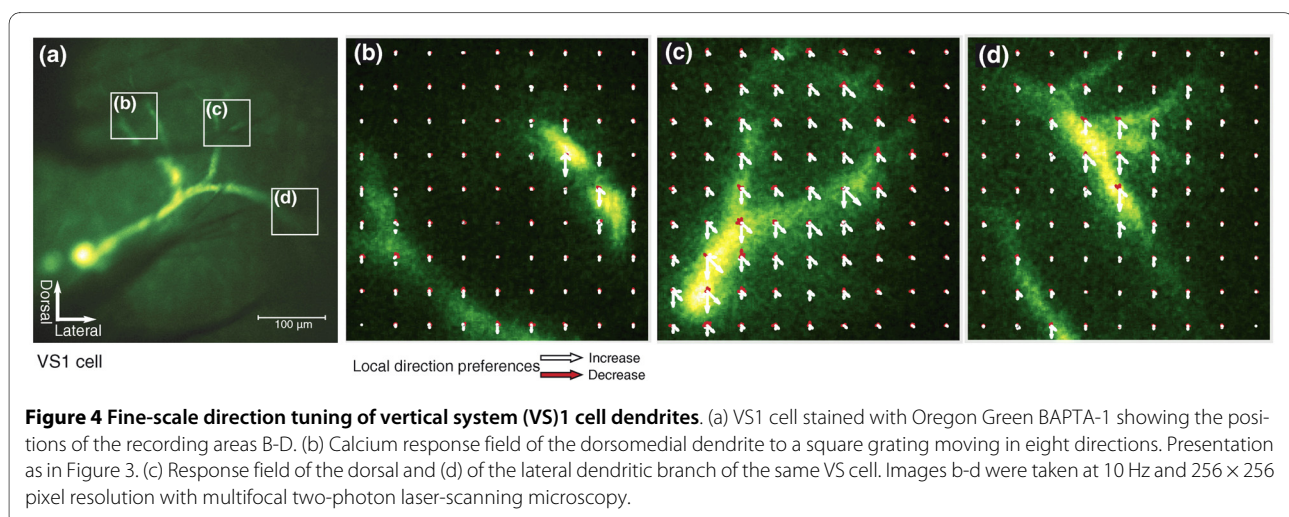 (a)
(b)
(c)
(d)
(b)
(c)
(d)
Dorsal
Lateral
100 µm
VS1 cell
Local direction preferences
Increase
Decrease
Figure 4 Fine-scale direction tuning of vertical system (VS)1 cell dendrites. (a) VS1 cell stained with Oregon Green BAPTA-1 showing the posi-
tions of the recording areas B-D. (b) Calcium response field of the dorsomedial dendrite to a square grating moving in eight directions. Presentation
as in Figure 3. (c) Response field of the dorsal and (d) of the lateral dendritic branch of the same VS cell. Images b-d were taken at 10 Hz and 256 × 256
pixel resolution with multifocal two-photon laser-scanning microscopy.